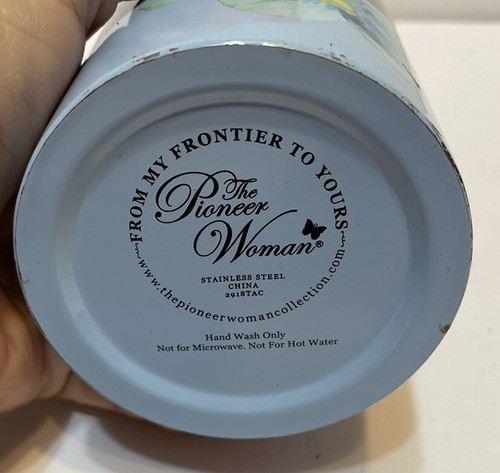 ~FROM MY FRONTIER TO YOURS~
The
Pioneer
Woman®
STAINLESS STEEL
CHINA
2918TAC
www.thepioneerwomancollection.com
Hand Wash Only
Not for Microwave. Not For Hot Water